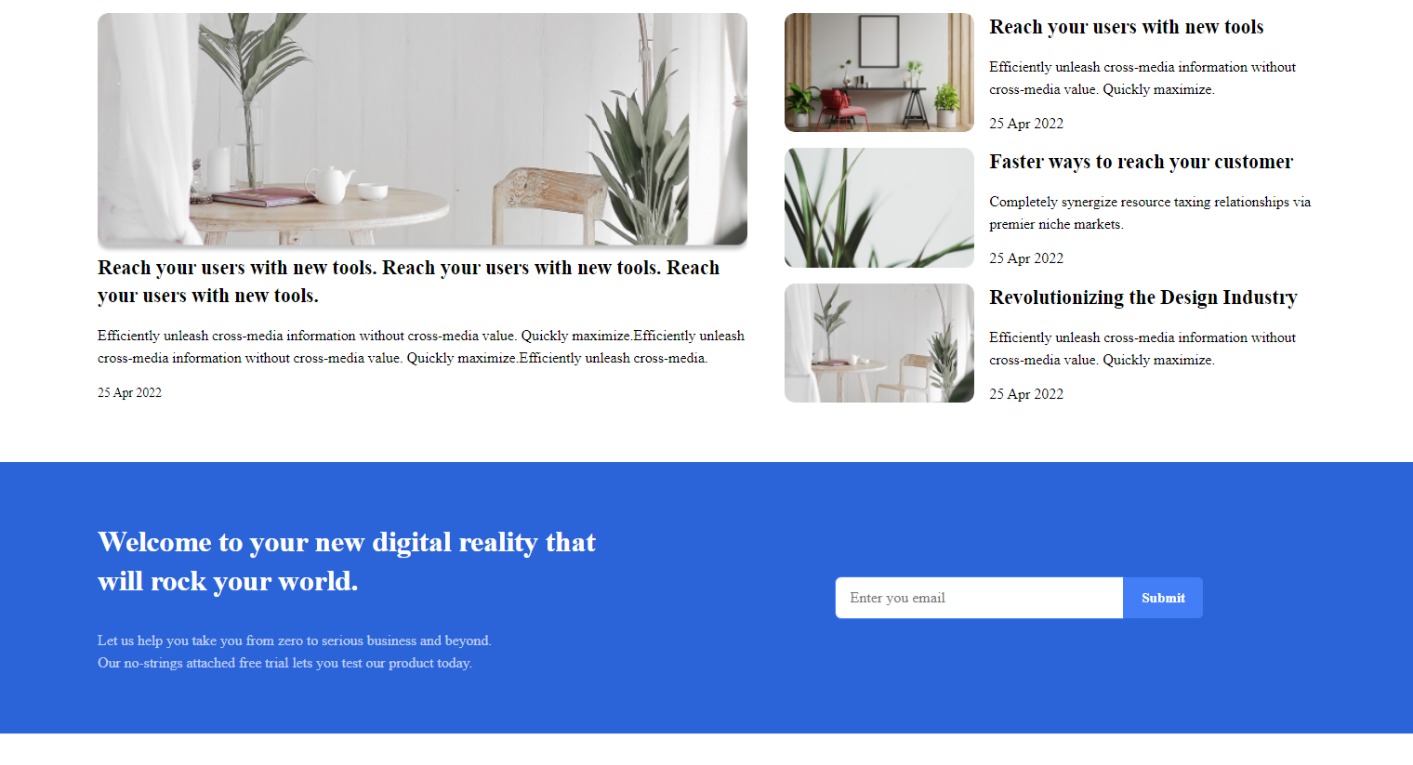 Reach your users with new tools. Reach your users with new tools. Reach
your users with new tools.
Efficiently unleash cross-media information without cross-media value. Quickly maximize.Efficiently unleash
cross-media information without cross-media value. Quickly maximize.Efficiently unleash cross-media.
25 Apr 2022
Reach your users with new tools
Efficiently unleash cross-media information without
cross-media value. Quickly maximize.
25 Apr 2022
Faster ways to reach your customer
Completely synergize resource taxing relationships via
premier niche markets.
25 Apr 2022
Revolutionizing the Design Industry
Efficiently unleash cross-media information without
cross-media value. Quickly maximize.
25 Apr 2022
Welcome to your new digital reality that
will rock your world.
Let us help you take you from zero to serious business and beyond.
Our no-strings attached free trial lets you test our product today.
Enter you email
Submit